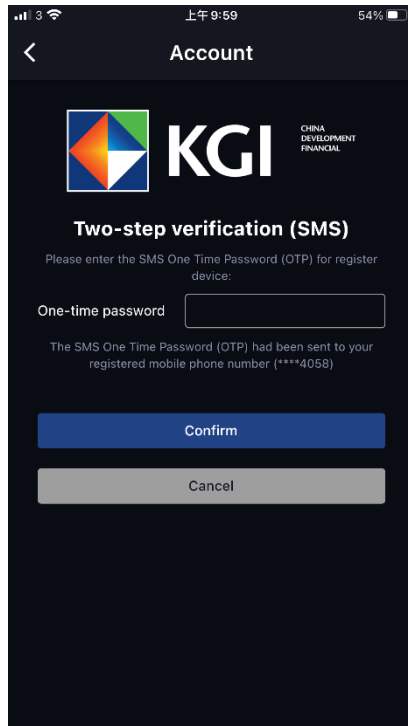 3 上午9:59 54%
Account
KGI
CHINA
DEVELOPMENT
FINANCIAL
Two-step verification (SMS)
Please enter the SMS One Time Password (OTP) for register
device:
One-time password
The SMS One Time Password (OTP) had been sent to your
registered mobile phone number (****4058)
Confirm
Cancel